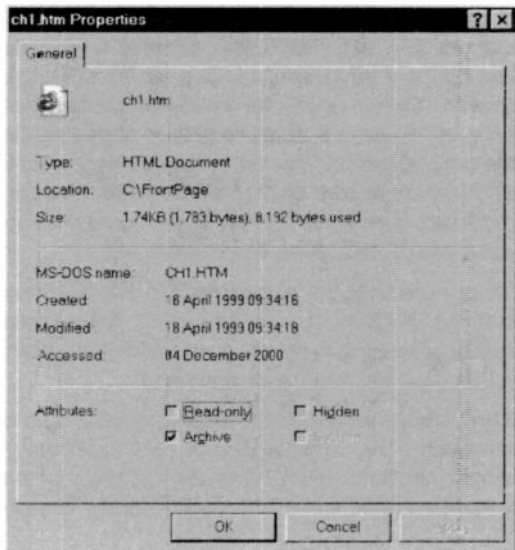 ch1.htm Properties
General
ch1.htm
Type: HTML Document
Location: C:\FrontPage
Size: 1.74KB (1,783 bytes), 8,192 bytes used
MS-DOS name: CH1.HTM
Created: 18 April 1999 09:34:16
Modified: 18 April 1999 09:34:18
Accessed: 04 December 2000
Attributes: Read-only Hidden
Archive System
OK Cancel Apply